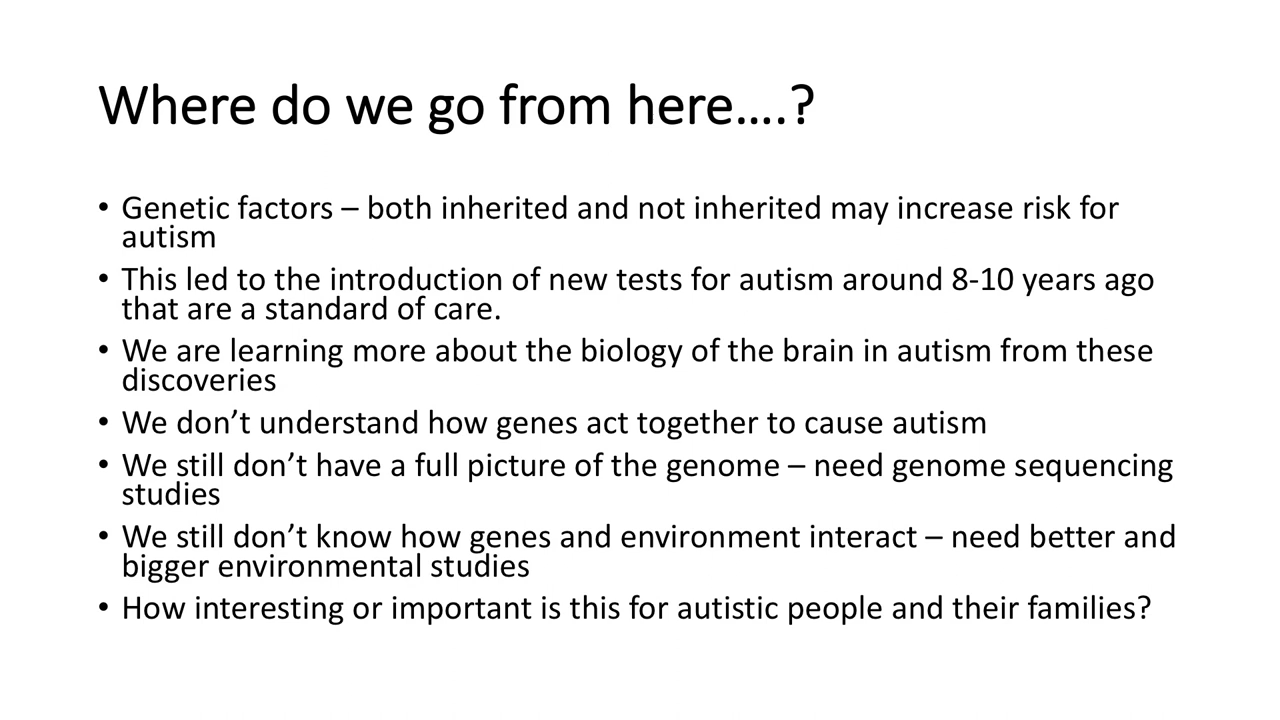 Where do we go from here….?
• Genetic factors – both inherited and not inherited may increase risk for
autism
• This led to the introduction of new tests for autism around 8-10 years ago
that are a standard of care.
• We are learning more about the biology of the brain in autism from these
discoveries
• We don’t understand how genes act together to cause autism
• We still don’t have a full picture of the genome – need genome sequencing
studies
• We still don’t know how genes and environment interact – need better and
bigger environmental studies
• How interesting or important is this for autistic people and their families?